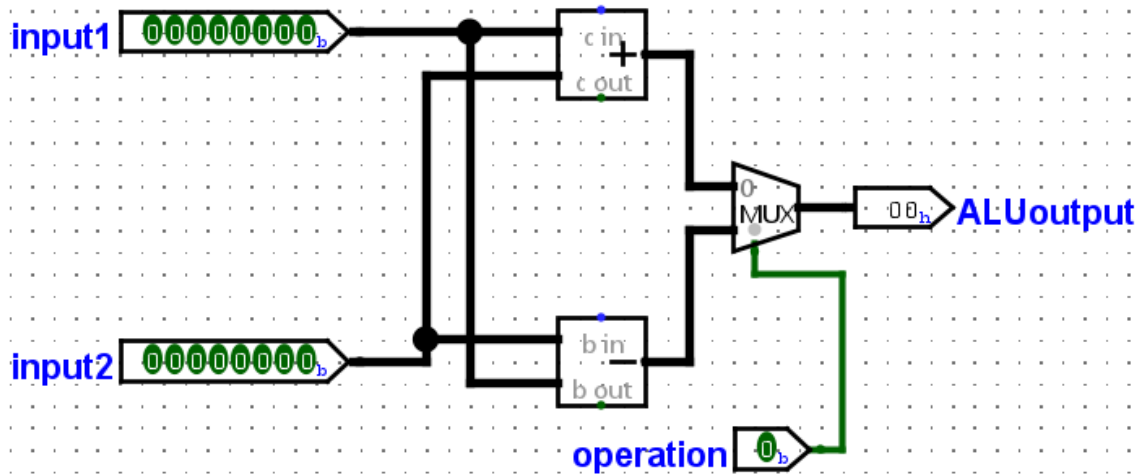 input1
00000000b
c in
+
c out
0
MUX
00h
ALUoutput
input2
00000000b
b in
−
b out
operation
0b